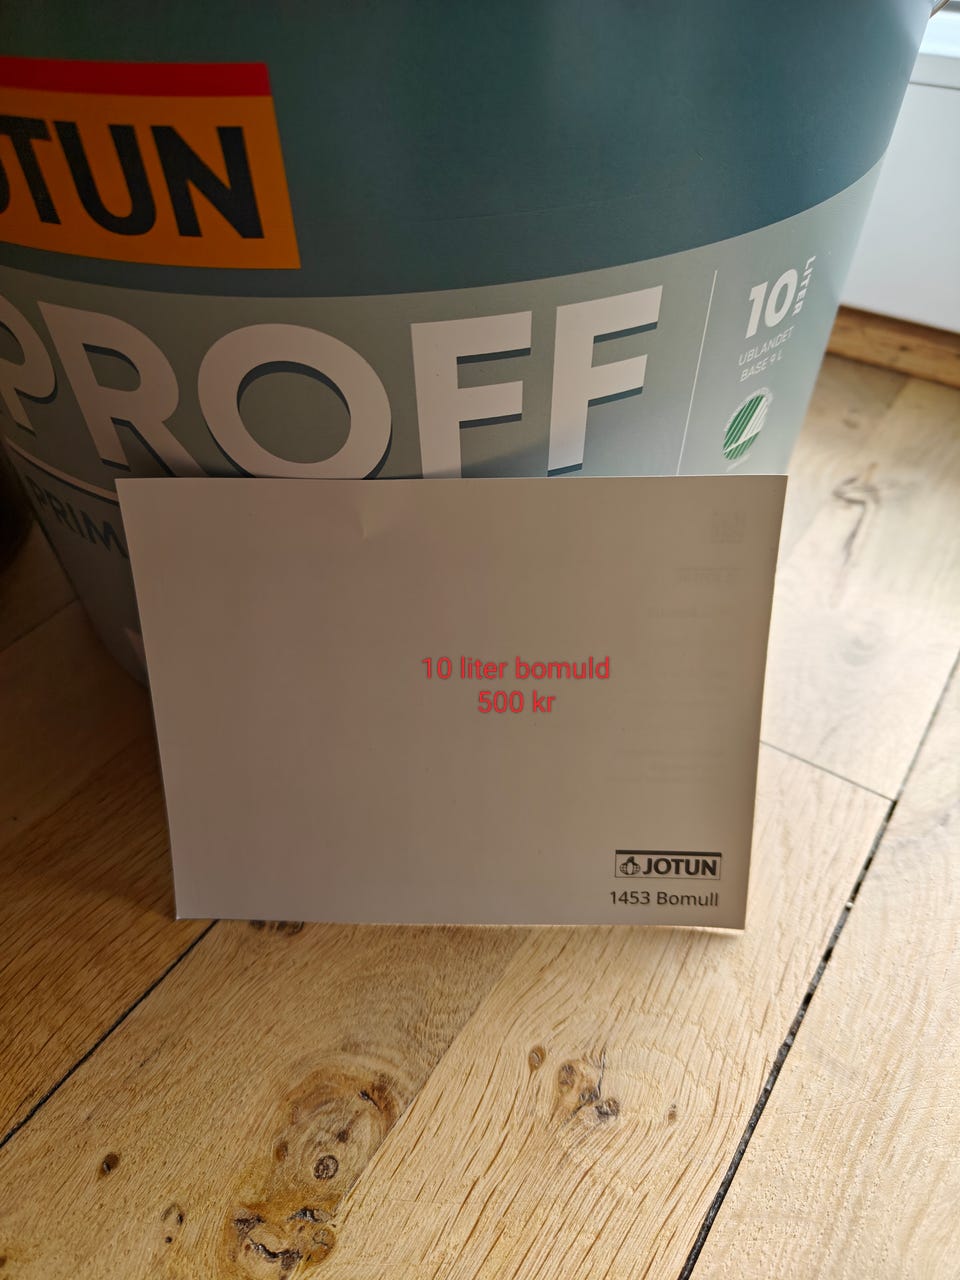 JOTUN
PROFF
10 LITER
UBLANDET
BASE 9 L
PRIM
10 liter bomuld
500 kr
JOTUN
1453 Bomull